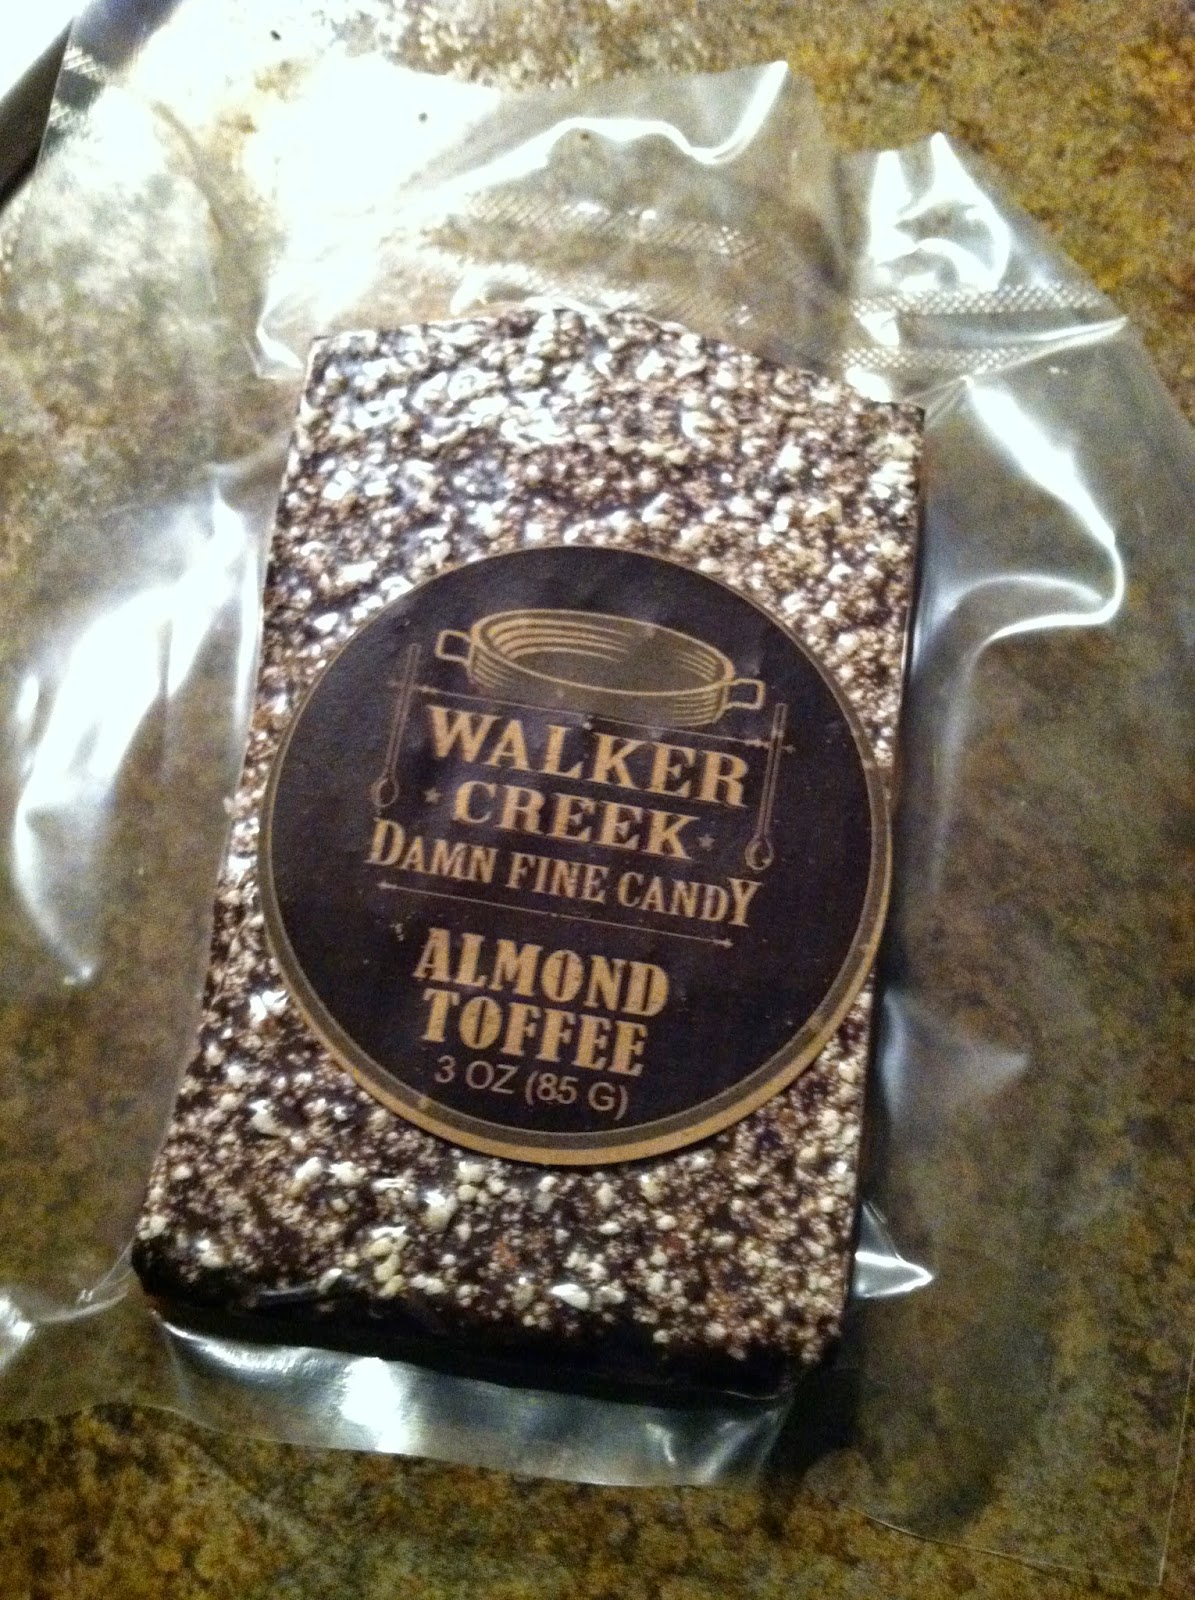 WALKER
CREEK
DAMN FINE CANDY
ALMOND
TOFFEE
3 OZ (85 G)